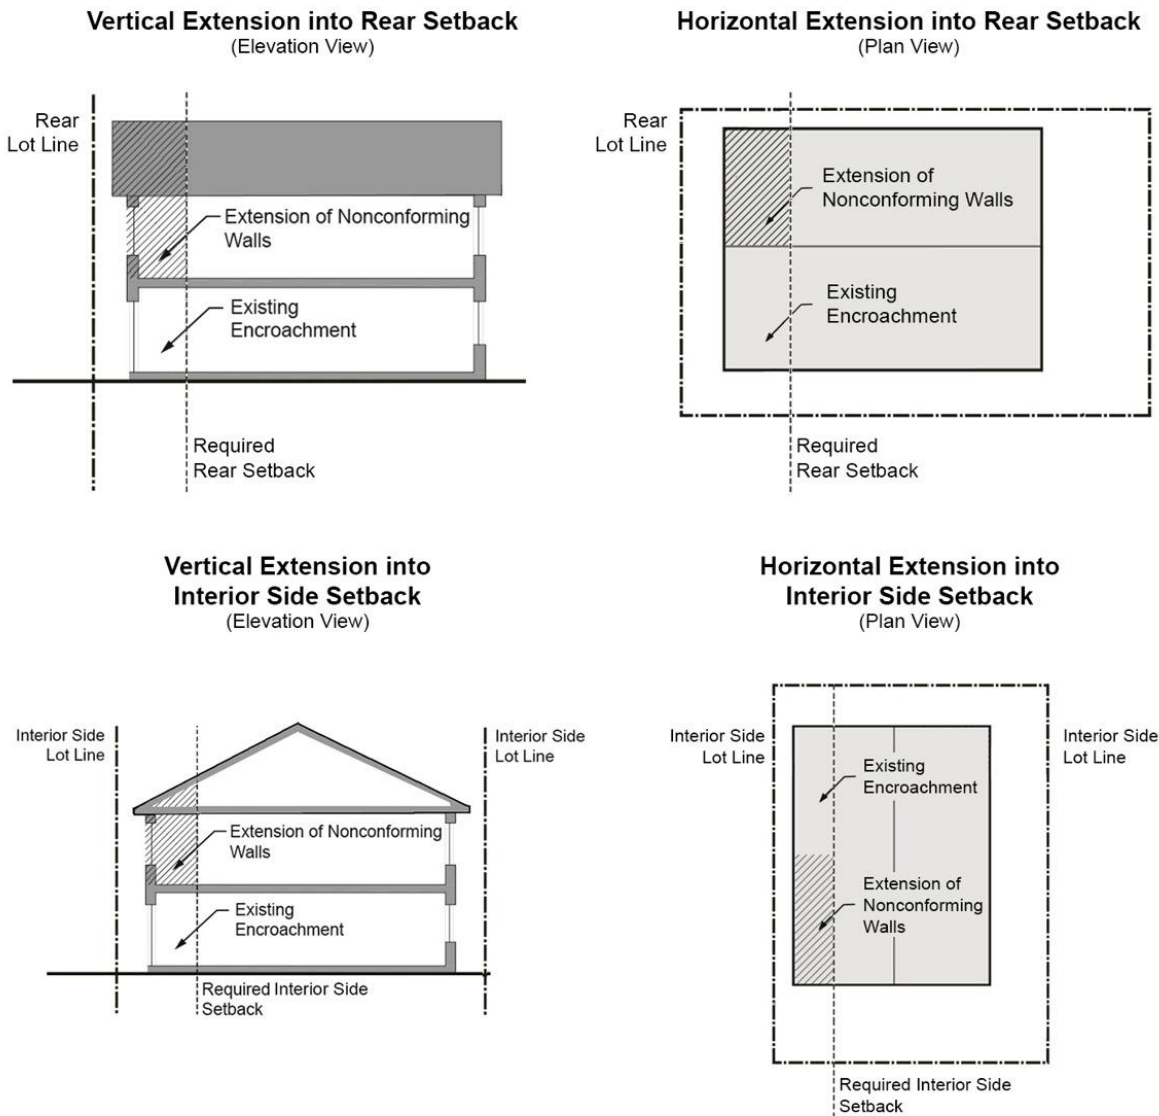 Vertical Extension into Rear Setback
(Elevation View)
Rear
Lot Line
Extension of Nonconforming
Walls
Existing
Encroachment
Required
Rear Setback
Horizontal Extension into Rear Setback
(Plan View)
Rear
Lot Line
Extension of
Nonconforming Walls
Existing
Encroachment
Required
Rear Setback
Vertical Extension into
Interior Side Setback
(Elevation View)
Interior Side
Lot Line
Interior Side
Lot Line
Extension of Nonconforming
Walls
Existing
Encroachment
Required Interior Side
Setback
Horizontal Extension into
Interior Side Setback
(Plan View)
Interior Side
Lot Line
Interior Side
Lot Line
Existing
Encroachment
Extension of
Nonconforming
Walls
Required Interior Side
Setback